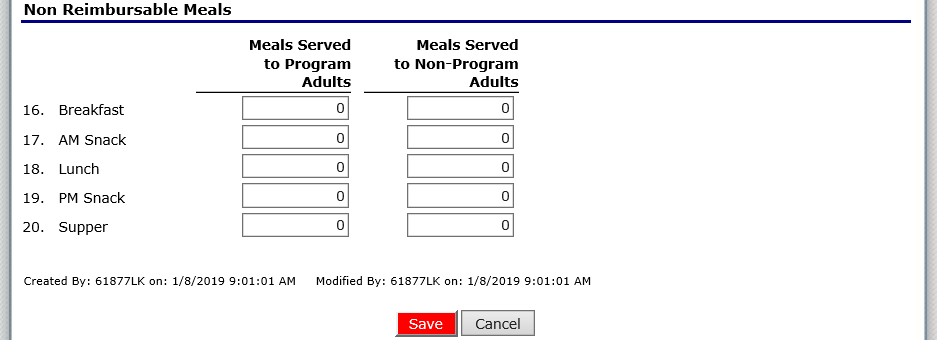 Non Reimbursable Meals
Meals Served to Program Adults
Meals Served to Non-Program Adults
16. Breakfast 0 0
17. AM Snack 0 0
18. Lunch 0 0
19. PM Snack 0 0
20. Supper 0 0
Created By: 61877LK on: 1/8/2019 9:01:01 AM Modified By: 61877LK on: 1/8/2019 9:01:01 AM
Save Cancel